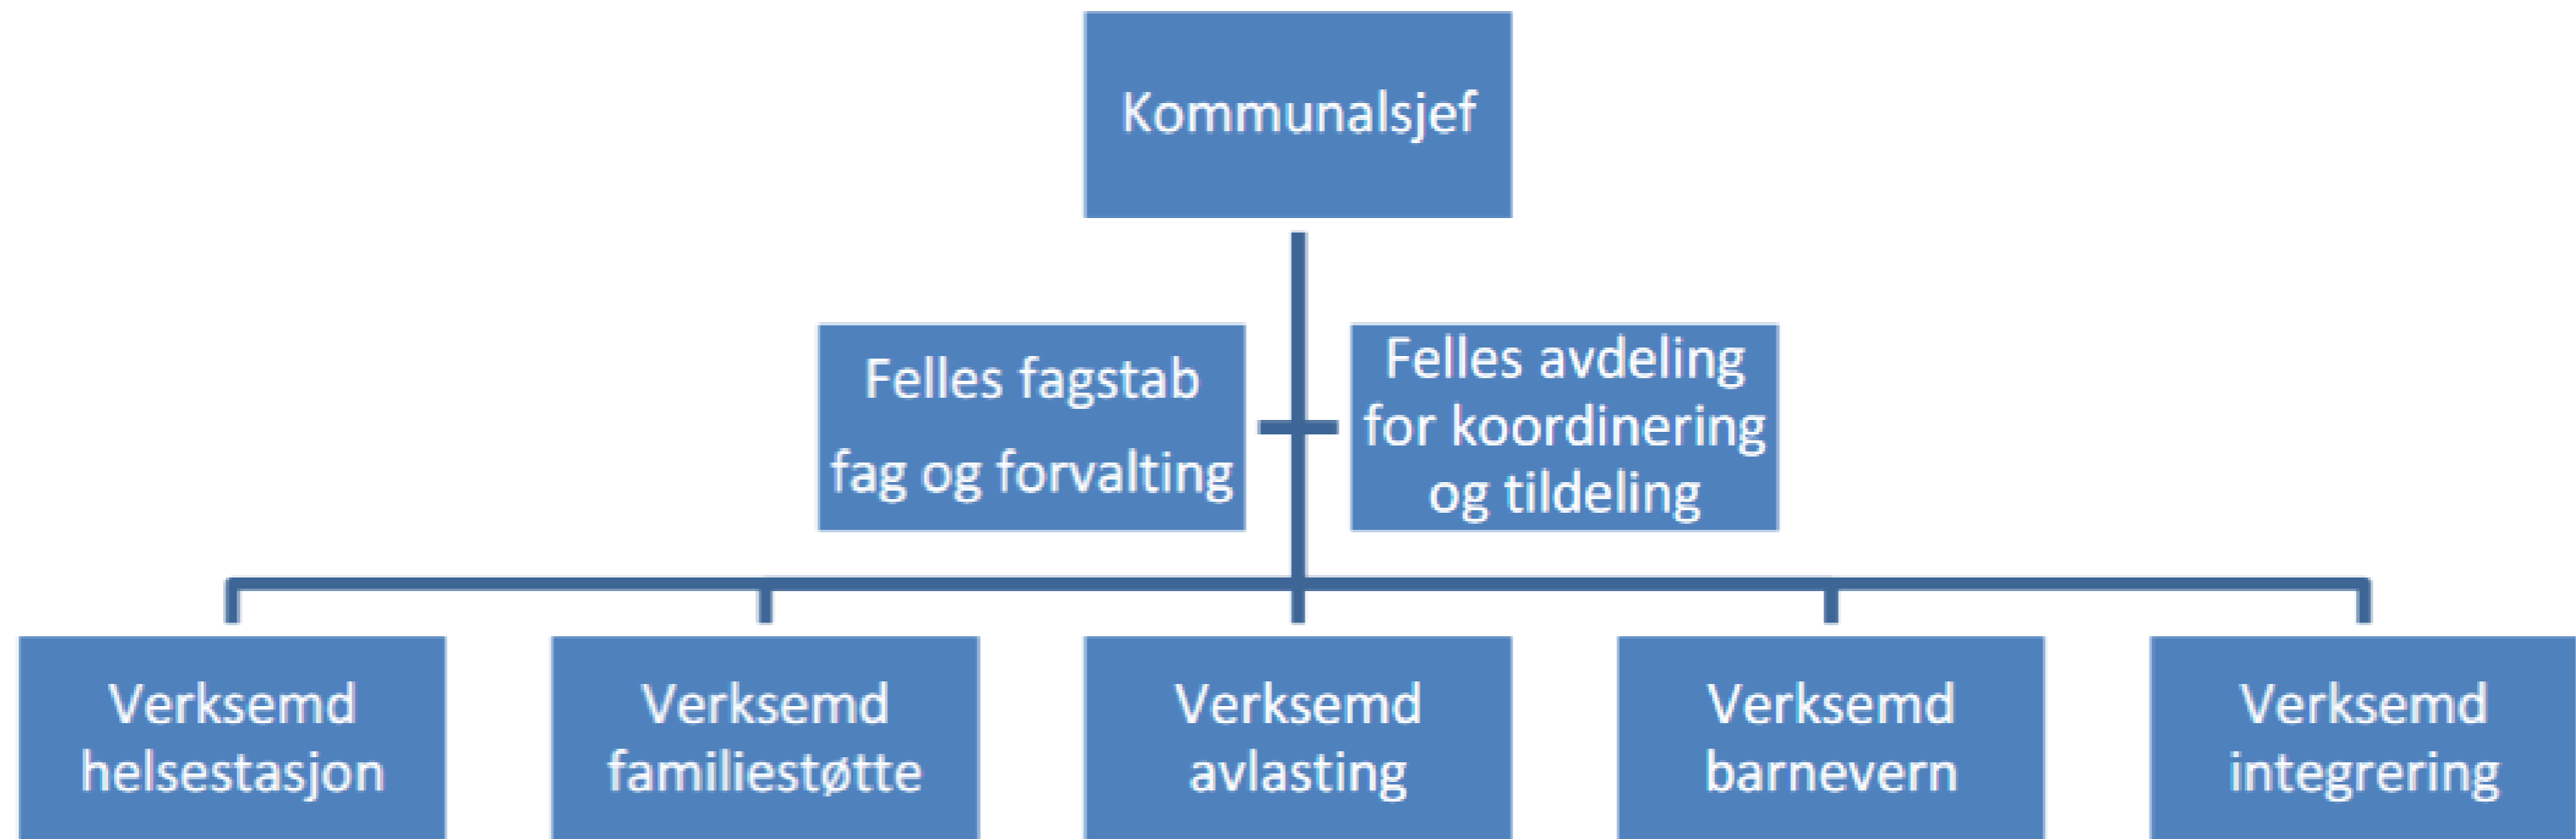 Kommunalsjef
Felles fagstab
fag og forvalting
Felles avdeling
for koordinering
og tildeling
Verksemd
helsestasjon
Verksemd
familiestøtte
Verksemd
avlasting
Verksemd
barnevern
Verksemd
integrering